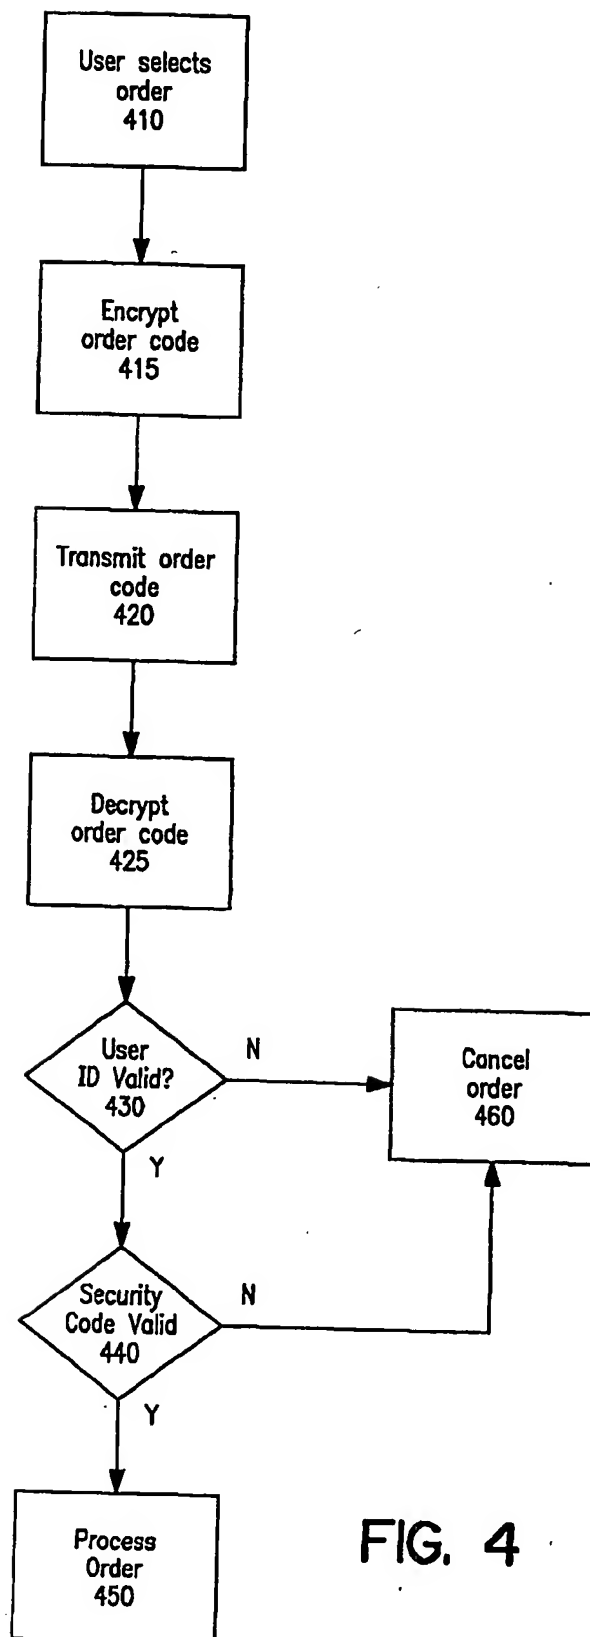 User selects
order
410
Encrypt
order code
415
Transmit order
code
420
Decrypt
order code
425
User
ID Valid?
430
N
Cancel
order
460
Y
Security
Code Valid
440
N
Y
Process
Order
450
FIG. 4